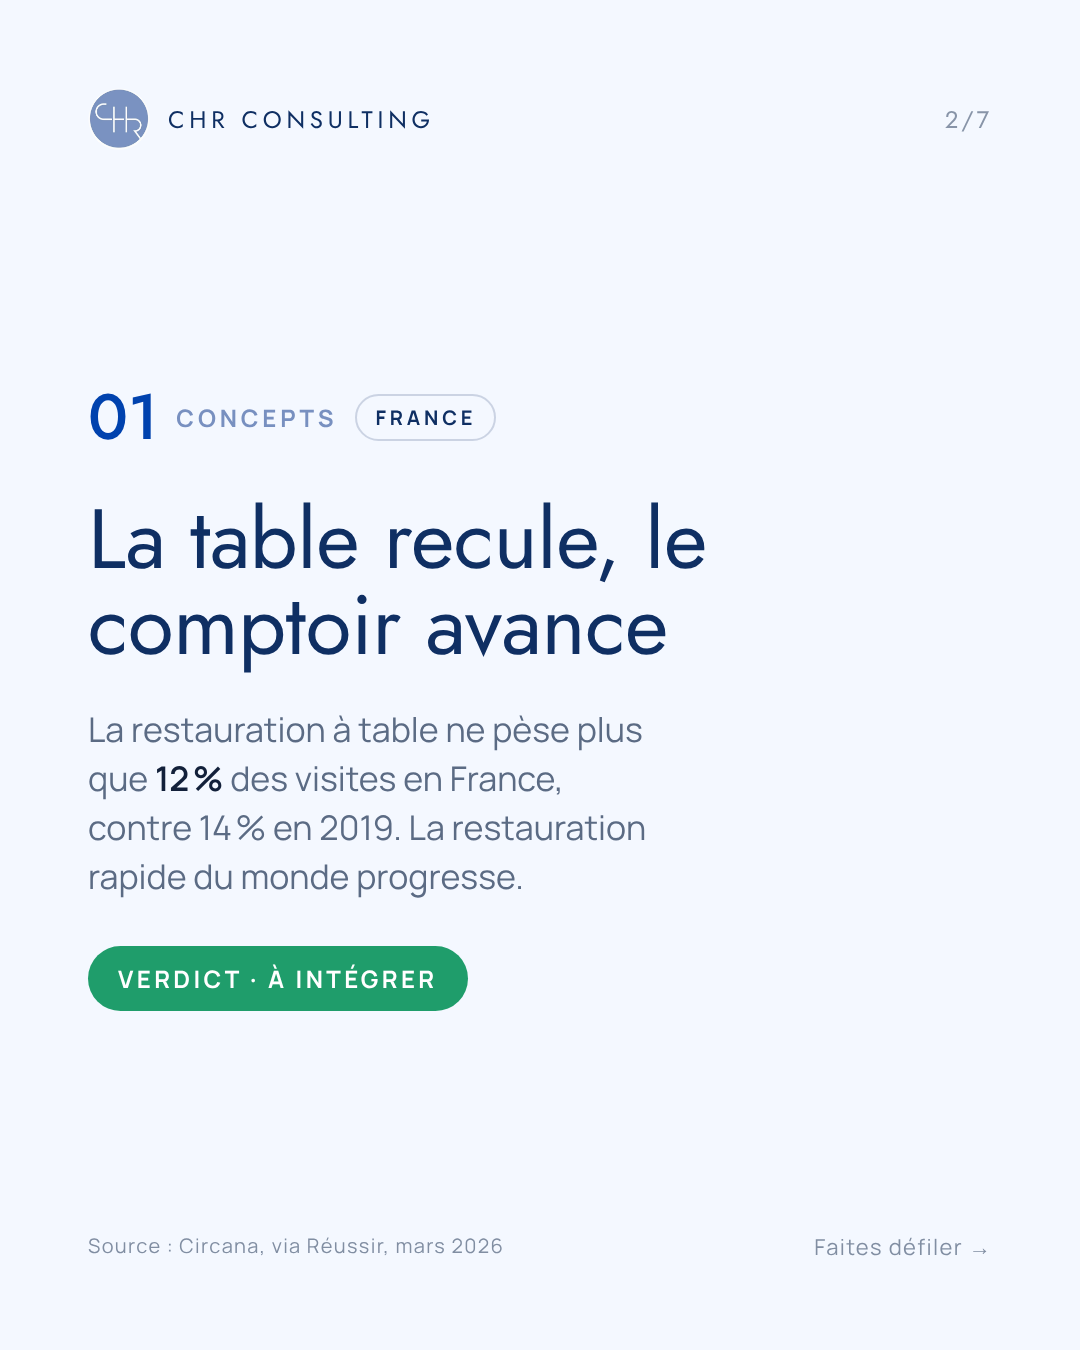 CHR
CHR CONSULTING
2/7
01 CONCEPTS FRANCE
La table recule, le
comptoir avance
La restauration à table ne pèse plus
que 12 % des visites en France,
contre 14 % en 2019. La restauration
rapide du monde progresse.
VERDICT · À INTÉGRER
Source : Circana, via Réussir, mars 2026
Faites défiler →